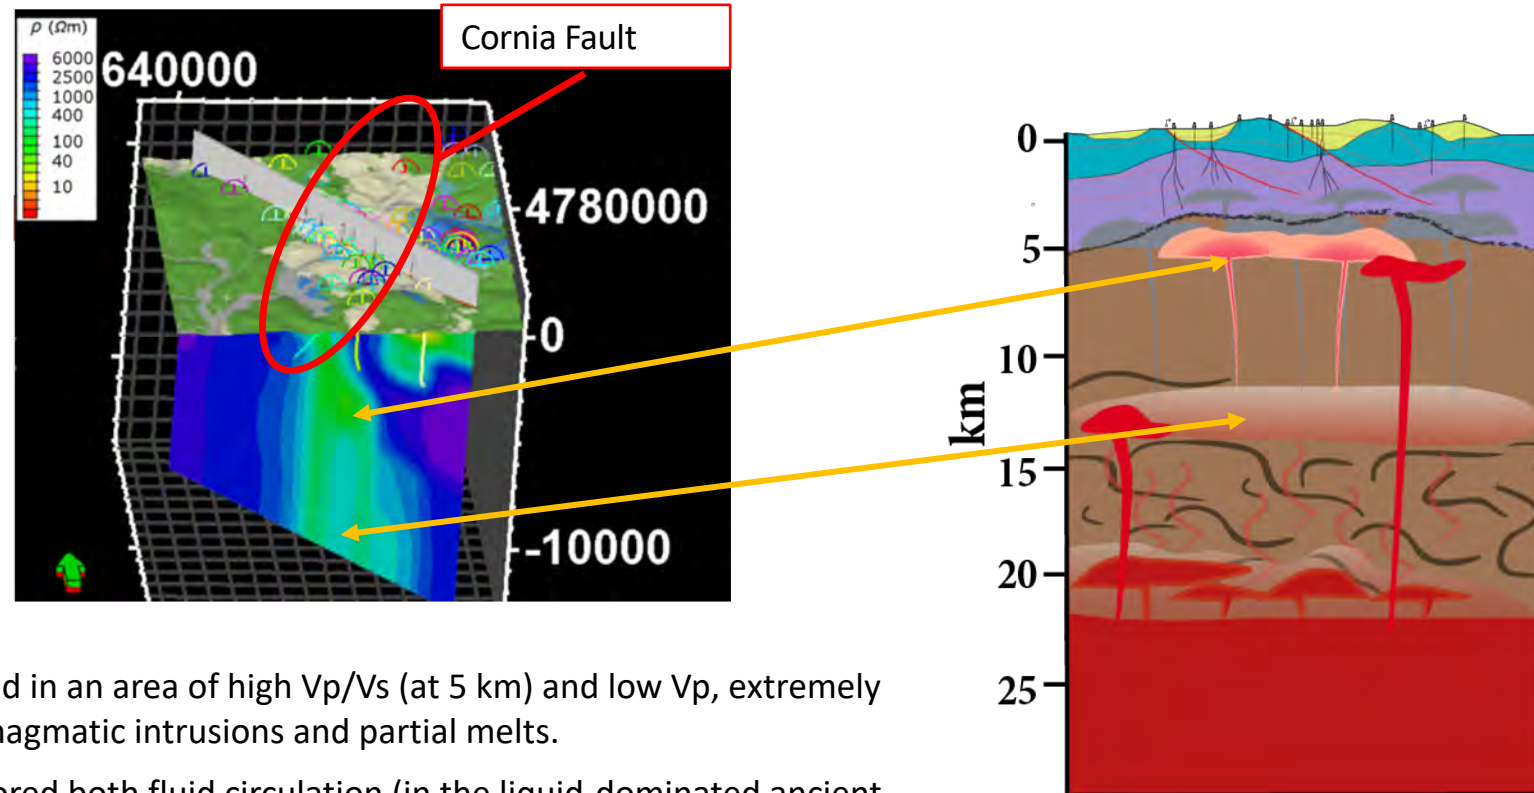 ρ (Ωm)
6000
2500
1000
400
100
40
10
640000
Cornia Fault
4780000
0
-10000
0
5
10
15
20
25
km
d in an area of high Vp/Vs (at 5 km) and low Vp, extremely
magmatic intrusions and partial melts.
ored both fluid circulation (in the liquid-dominated ancient